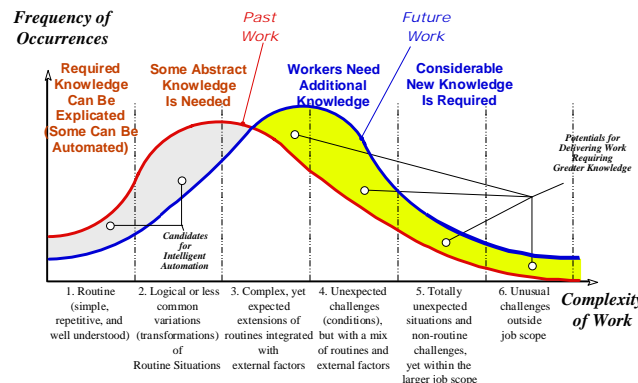 Frequency of
Occurrences
Past
Work
Future
Work
Required
Knowledge
Can Be
Explicated
(Some Can Be
Automated)
Some Abstract
Knowledge
Is Needed
Workers Need
Additional
Knowledge
Considerable
New Knowledge
Is Required
Potentials for
Delivering Work
Requiring
Greater Knowledge
Candidates
for
Intelligent
Automation
1. Routine
(simple,
repetitive, and
well understood)
2. Logical or less
common
variations
(transformations)
of
Routine Situations
3. Complex, yet
expected
extensions of
routines integrated
with
external factors
4. Unexpected
challenges
(conditions),
but with a mix
of routines and
external factors
5. Totally
unexpected
situations and
non-routine
challenges,
yet within the
larger job scope
6. Unusual
challenges
outside
job scope
Complexity
of Work